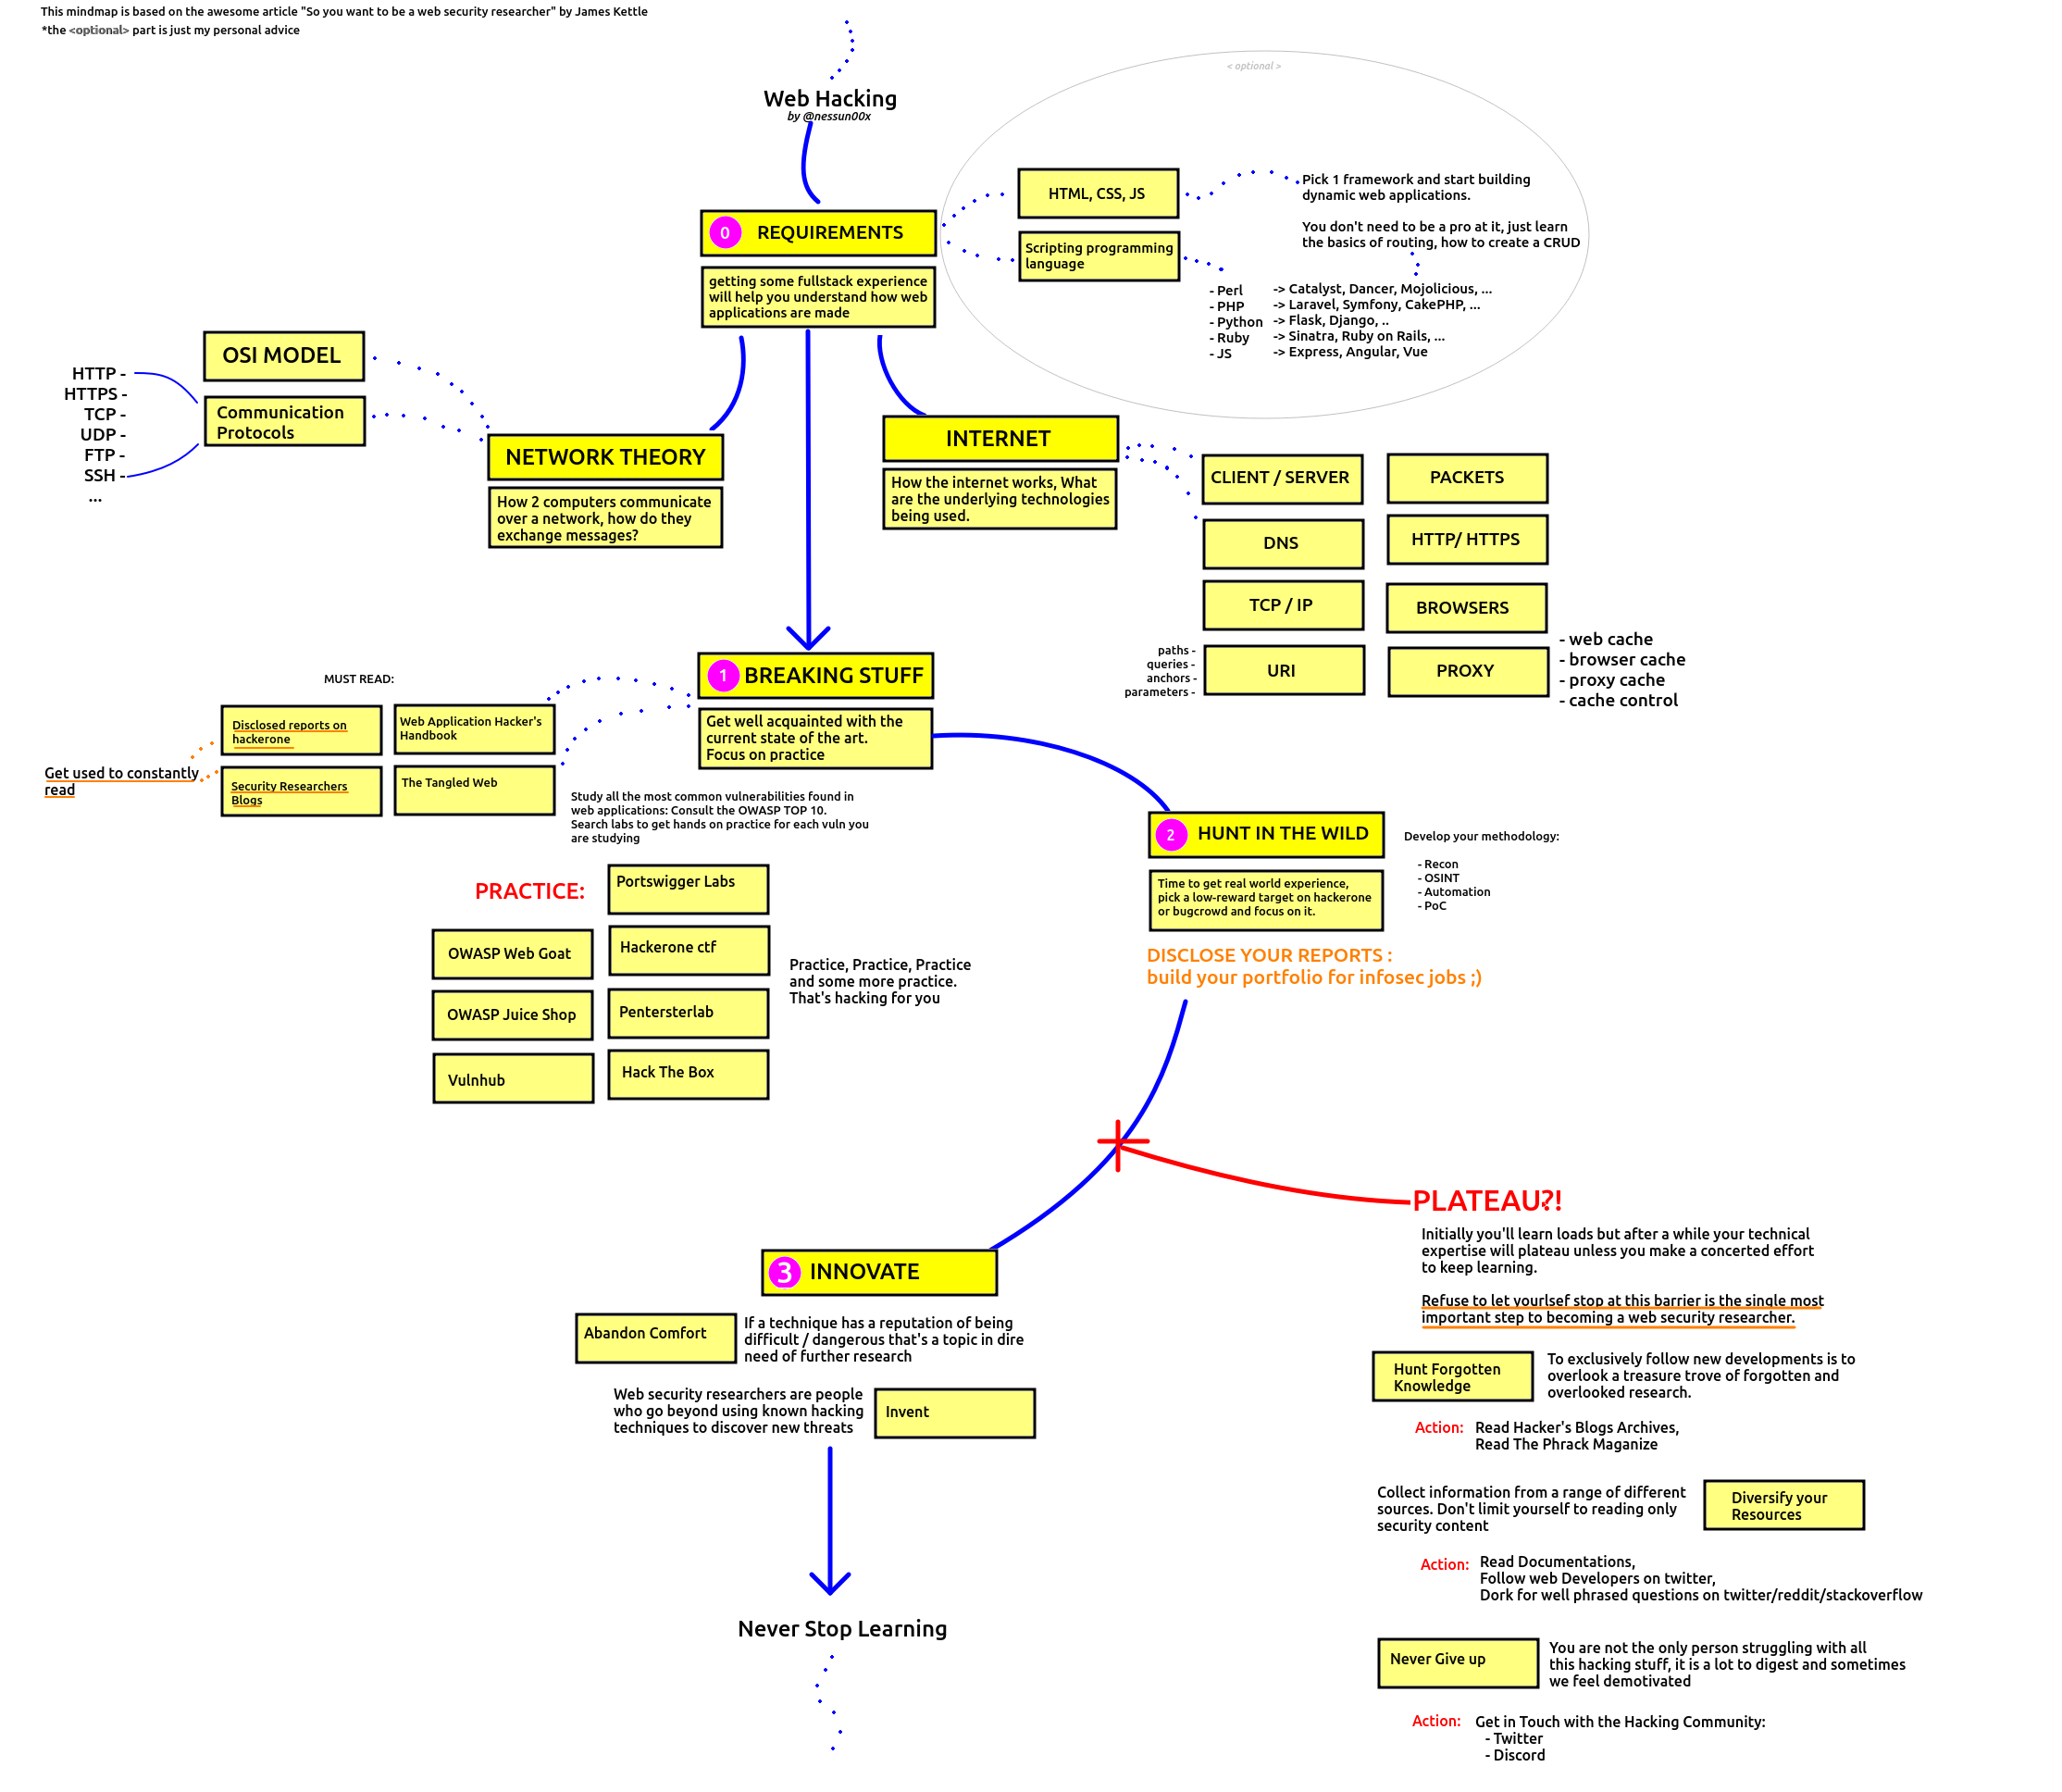 This mindmap is based on the awesome article "So you want to be a web security researcher" by James Kettle
*the <optional> part is just my personal advice
Web Hacking
by @nessun00x
< optional >
0
REQUIREMENTS
getting some fullstack experience
will help you understand how web
applications are made
HTML, CSS, JS
Pick 1 framework and start building
dynamic web applications.
You don't need to be a pro at it, just learn
the basics of routing, how to create a CRUD
Scripting programming
language
- Perl -> Catalyst, Dancer, Mojolicious, ...
- PHP -> Laravel, Symfony, CakePHP, ...
- Python -> Flask, Django, ..
- Ruby -> Sinatra, Ruby on Rails, ...
- JS -> Express, Angular, Vue
OSI MODEL
Communication
Protocols
HTTP -
HTTPS -
TCP -
UDP -
FTP -
SSH -
...
NETWORK THEORY
How 2 computers communicate
over a network, how do they
exchange messages?
INTERNET
How the internet works, What
are the underlying technologies
being used.
CLIENT / SERVER
PACKETS
DNS
HTTP/ HTTPS
TCP / IP
BROWSERS
URI
PROXY
paths -
queries -
anchors -
parameters -
- web cache
- browser cache
- proxy cache
- cache control
1
BREAKING STUFF
Get well acquainted with the
current state of the art.
Focus on practice
MUST READ:
Disclosed reports on
hackerone
Web Application Hacker's
Handbook
Security Researchers
Blogs
The Tangled Web
Get used to constantly
read
Study all the most common vulnerabilities found in
web applications: Consult the OWASP TOP 10.
Search labs to get hands on practice for each vuln you
are studying
PRACTICE:
Portswigger Labs
OWASP Web Goat
Hackerone ctf
OWASP Juice Shop
Pentersterlab
Vulnhub
Hack The Box
Practice, Practice, Practice
and some more practice.
That's hacking for you
2
HUNT IN THE WILD
Time to get real world experience,
pick a low-reward target on hackerone
or bugcrowd and focus on it.
Develop your methodology:
- Recon
- OSINT
- Automation
- PoC
DISCLOSE YOUR REPORTS :
build your portfolio for infosec jobs ;)
PLATEAU?!
Initially you'll learn loads but after a while your technical
expertise will plateau unless you make a concerted effort
to keep learning.
Refuse to let yourlsef stop at this barrier is the single most
important step to becoming a web security researcher.
Hunt Forgotten
Knowledge
To exclusively follow new developments is to
overlook a treasure trove of forgotten and
overlooked research.
Action: Read Hacker's Blogs Archives,
Read The Phrack Maganize
Collect information from a range of different
sources. Don't limit yourself to reading only
security content
Diversify your
Resources
Action: Read Documentations,
Follow web Developers on twitter,
Dork for well phrased questions on twitter/reddit/stackoverflow
Never Give up
You are not the only person struggling with all
this hacking stuff, it is a lot to digest and sometimes
we feel demotivated
Action: Get in Touch with the Hacking Community:
- Twitter
- Discord
3
INNOVATE
Abandon Comfort
If a technique has a reputation of being
difficult / dangerous that's a topic in dire
need of further research
Web security researchers are people
who go beyond using known hacking
techniques to discover new threats
Invent
Never Stop Learning